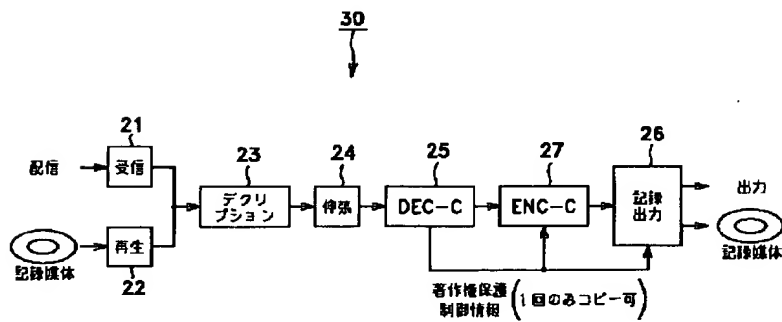 30
21
配信
受信
23
デクリ
プション
24
伸張
25
DEC-C
27
ENC-C
26
記録
出力
出力
記録媒体
再生
22
記録媒体
著作権保護
制御情報
(1回のみコピー可)